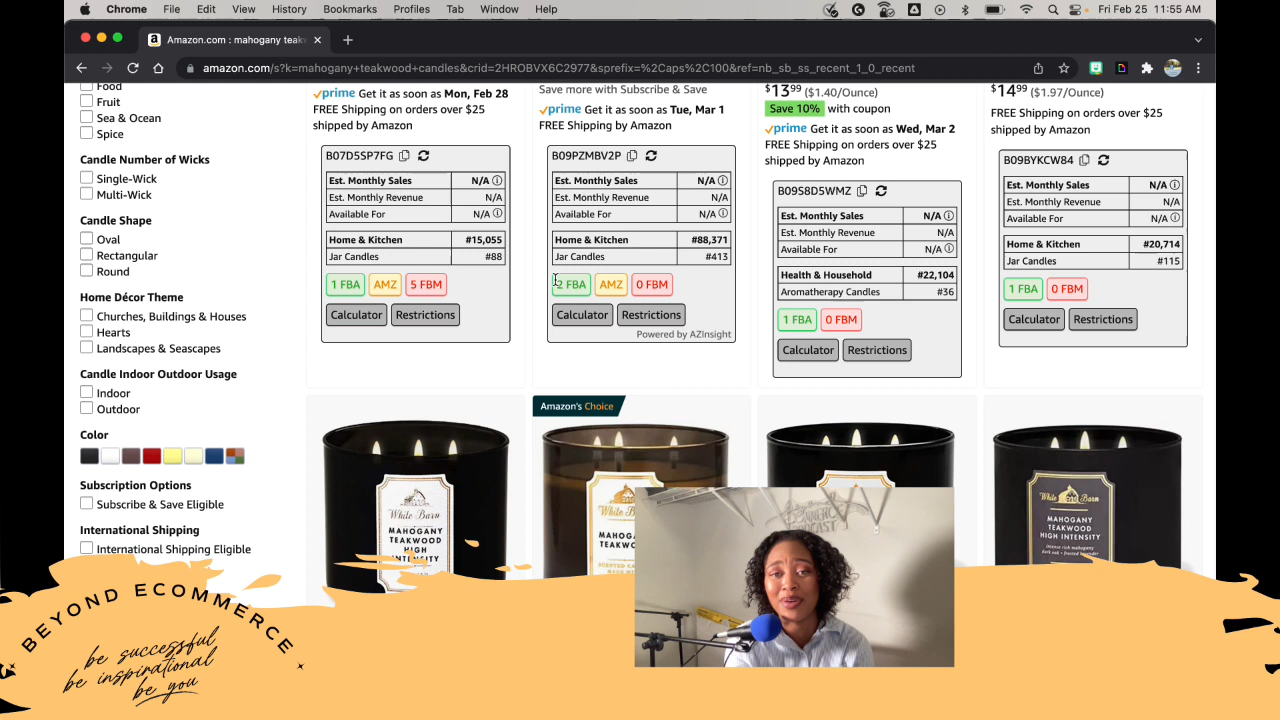 Chrome File Edit View History Bookmarks Profiles Tab Window Help Fri Feb 25 11:55 AM
Amazon.com : mahogany teak
amazon.com/s?k=mahogany+teakwood+candles&crid=2HROBVX6C2977&sprefix=%2Caps%2C100&ref=nb_sb_ss_recent_1_0_recent
Food
Fruit
Sea & Ocean
Spice
Candle Number of Wicks
Single-Wick
Multi-Wick
Candle Shape
Oval
Rectangular
Round
Home Décor Theme
Churches, Buildings & Houses
Hearts
Landscapes & Seascapes
Candle Indoor Outdoor Usage
Indoor
Outdoor
Color
Subscription Options
Subscribe & Save Eligible
International Shipping
International Shipping Eligible
prime Get it as soon as Mon, Feb 28
FREE Shipping on orders over $25
shipped by Amazon
B07D5SP7FG
Est. Monthly Sales N/A
Est. Monthly Revenue N/A
Available For N/A
Home & Kitchen #15,055
Jar Candles #88
1 FBA AMZ 5 FBM
Calculator Restrictions
Save more with Subscribe & Save
prime Get it as soon as Tue, Mar 1
FREE Shipping by Amazon
B09PZMBV2P
Est. Monthly Sales N/A
Est. Monthly Revenue N/A
Available For N/A
Home & Kitchen #88,371
Jar Candles #413
2 FBA AMZ 0 FBM
Calculator Restrictions
Powered by AZInsight
$13.99 ($1.40/Ounce)
Save 10% with coupon
prime Get it as soon as Wed, Mar 2
FREE Shipping on orders over $25
shipped by Amazon
B09S8D5WMZ
Est. Monthly Sales N/A
Est. Monthly Revenue N/A
Available For N/A
Health & Household #22,104
Aromatherapy Candles #36
1 FBA 0 FBM
Calculator Restrictions
$14.99 ($1.97/Ounce)
FREE Shipping on orders over $25
shipped by Amazon
B09BYKCW84
Est. Monthly Sales N/A
Est. Monthly Revenue N/A
Available For N/A
Home & Kitchen #20,714
Jar Candles #115
1 FBA 0 FBM
Calculator Restrictions
White Barn
MAHOGANY
TEAKWOOD
HIGH
INTENSITY
Amazon's Choice
White Barn
MAHOGANY
TEAKWOOD
HIGH INTENSITY
BEYOND ECOMMERCE
be successful
be inspirational
be you